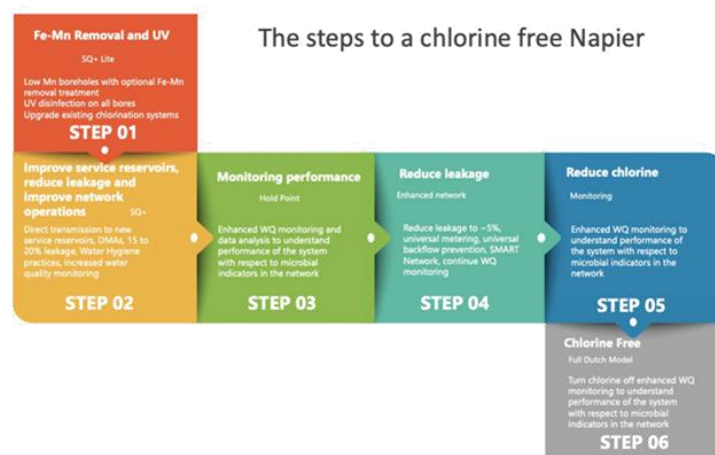 The steps to a chlorine free Napier
Fe-Mn Removal and UV
SQ+ Lite
Low Mn boreholes with optional Fe-Mn
removal treatment
UV disinfection on all bores
Upgrade existing chlorination systems
STEP 01
Improve service reservoirs,
reduce leakage and
improve network
operations SQ+
Direct transmission to new
service reservoirs, DMAs, 15 to
20% leakage, Water Hygiene
practices, increased water
quality monitoring
STEP 02
Monitoring performance
Hold Point
Enhanced WQ monitoring and
data analysis to understand
performance of the system
with respect to microbial
indicators in the network
STEP 03
Reduce leakage
Enhanced network
Reduce leakage to ~5%,
universal metering, universal
backflow prevention, SMART
Network, continue WQ
monitoring
STEP 04
Reduce chlorine
Monitoring
Enhanced WQ monitoring to
understand performance of
the system with respect to
microbial indicators in the
network
STEP 05
Chlorine Free
Full Dutch Model
Turn chlorine off enhanced WQ
monitoring to understand
performance of the system
with respect to microbial
indicators in the network
STEP 06